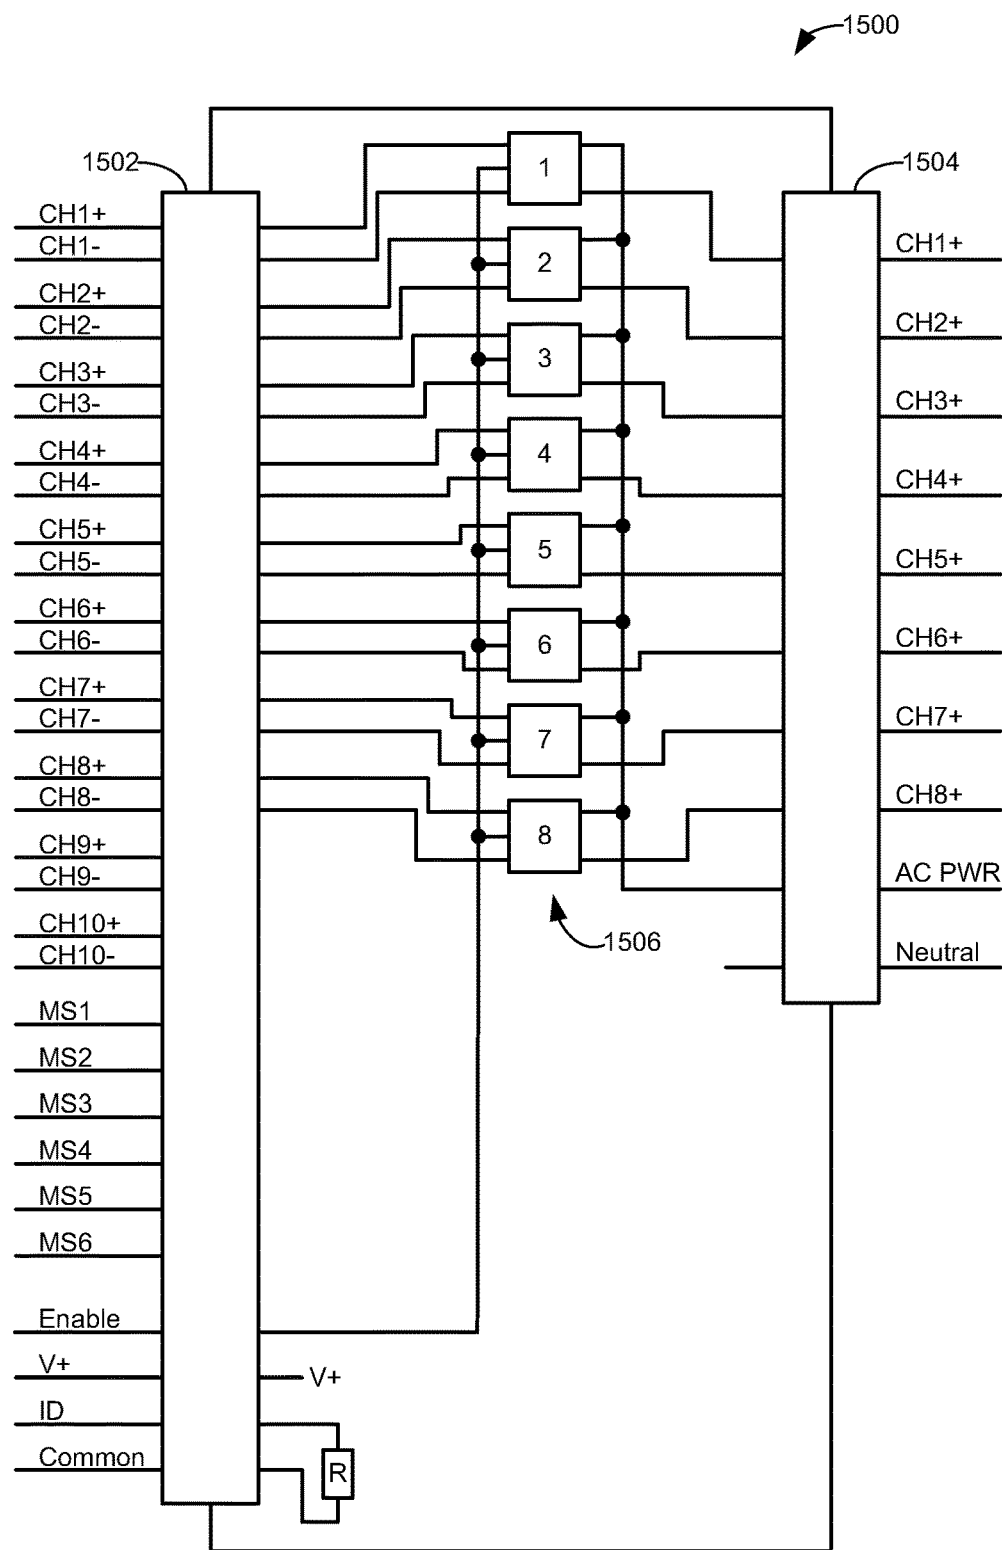 1500
1502
1504
CH1+
CH1-
CH2+
CH2-
CH3+
CH3-
CH4+
CH4-
CH5+
CH5-
CH6+
CH6-
CH7+
CH7-
CH8+
CH8-
CH9+
CH9-
CH10+
CH10-
MS1
MS2
MS3
MS4
MS5
MS6
Enable
V+
ID
Common
1
2
3
4
5
6
7
8
1506
V+
R
CH1+
CH2+
CH3+
CH4+
CH5+
CH6+
CH7+
CH8+
AC PWR
Neutral